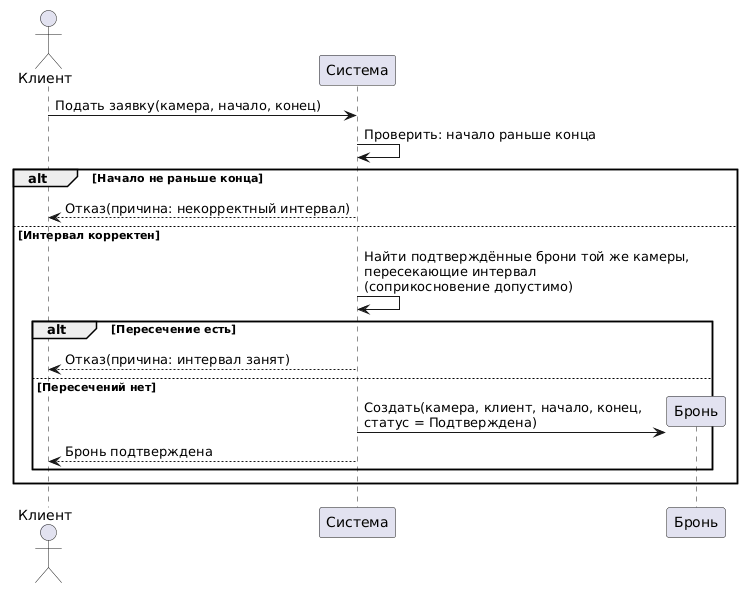 Клиент
Система
Подать заявку(камера, начало, конец)
Проверить: начало раньше конца
alt
[Начало не раньше конца]
Отказ(причина: некорректный интервал)
[Интервал корректен]
Найти подтверждённые брони той же камеры,
пересекающие интервал
(соприкосновение допустимо)
alt
[Пересечение есть]
Отказ(причина: интервал занят)
[Пересечений нет]
Создать(камера, клиент, начало, конец,
статус = Подтверждена)
Бронь
Бронь подтверждена
Клиент
Система
Бронь